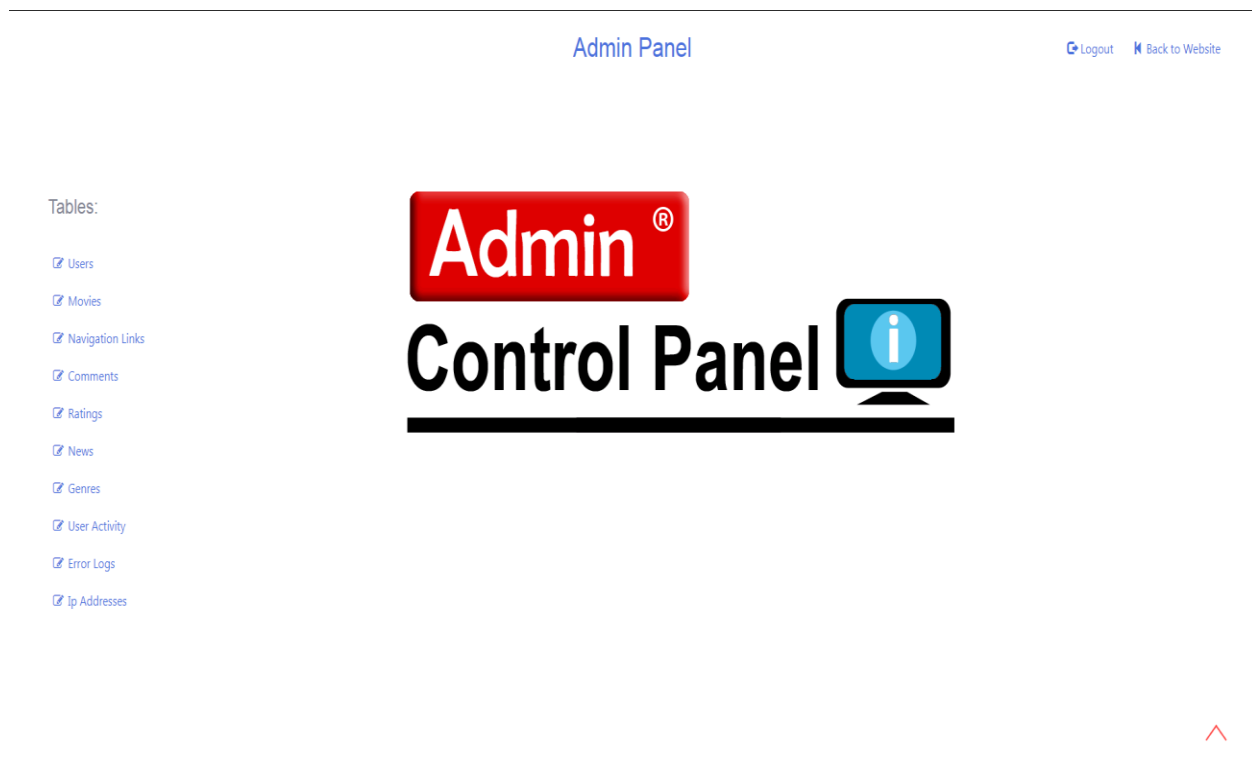 Admin Panel
Logout
Back to Website
Tables:
Users
Movies
Navigation Links
Comments
Ratings
News
Genres
User Activity
Error Logs
Ip Addresses
Admin ®
Control Panel i